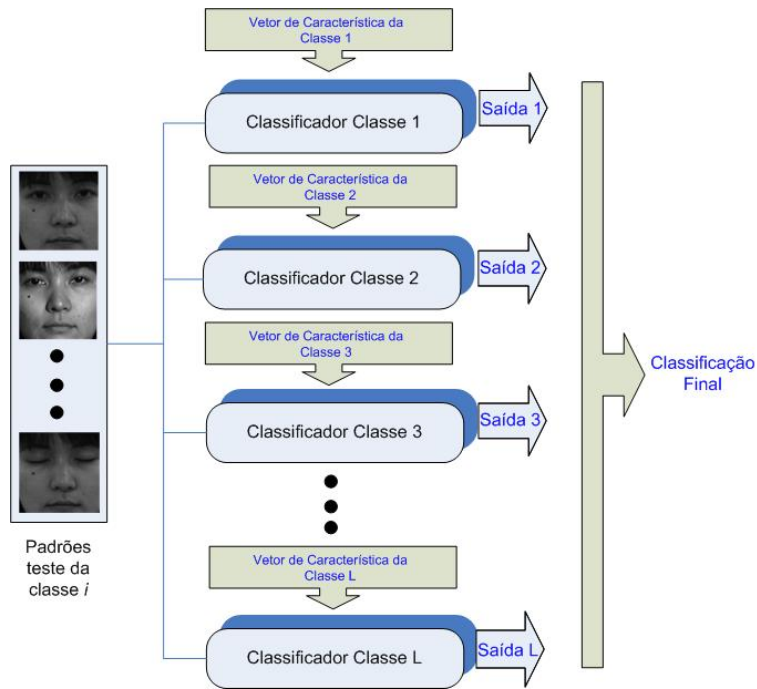 Vetor de Característica da
Classe 1
Classificador Classe 1
Saída 1
Vetor de Característica da
Classe 2
Classificador Classe 2
Saída 2
Vetor de Característica da
Classe 3
Classificador Classe 3
Saída 3
Vetor de Característica da
Classe L
Classificador Classe L
Saída L
Padrões
teste da
classe i
Classificação
Final